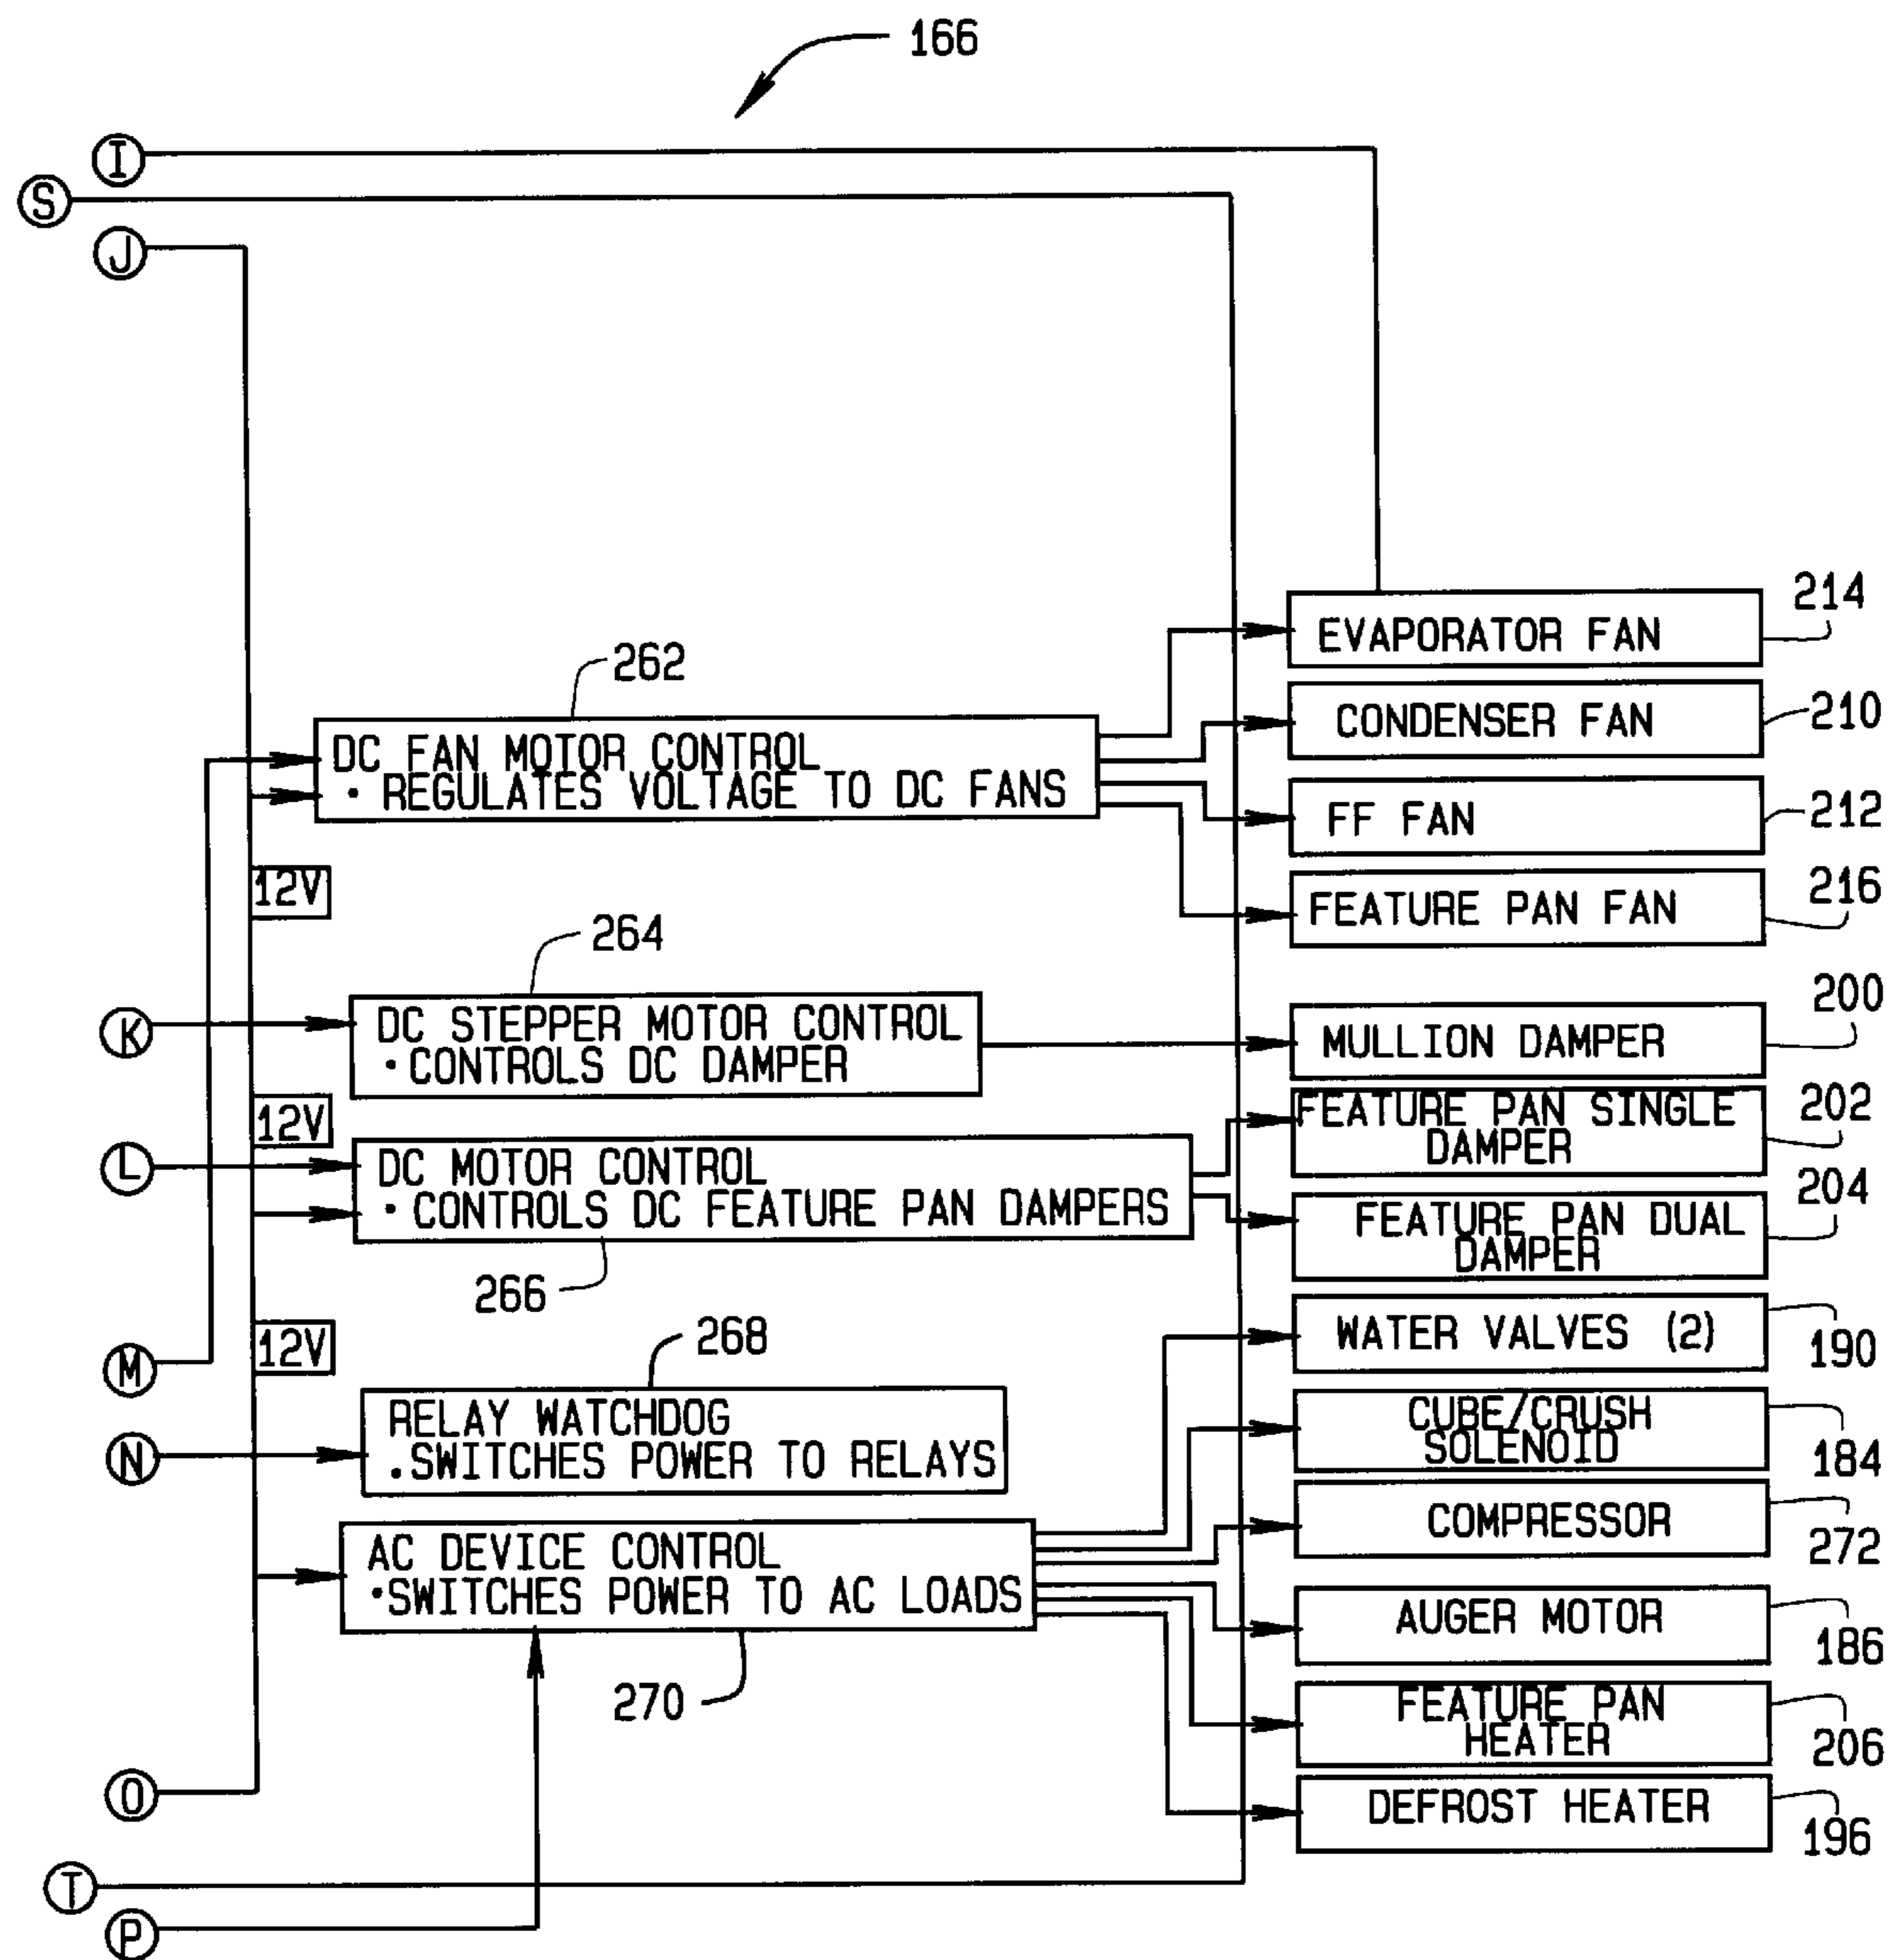 166
I
S
J
214
EVAPORATOR FAN
262
210
CONDENSER FAN
DC FAN MOTOR CONTROL
· REGULATES VOLTAGE TO DC FANS
FF FAN
212
12V
216
FEATURE PAN FAN
264
200
K
DC STEPPER MOTOR CONTROL
· CONTROLS DC DAMPER
MULLION DAMPER
12V
FEATURE PAN SINGLE
DAMPER
202
L
DC MOTOR CONTROL
· CONTROLS DC FEATURE PAN DAMPERS
204
FEATURE PAN DUAL
DAMPER
266
12V
268
WATER VALVES (2)
190
M
RELAY WATCHDOG
.SWITCHES POWER TO RELAYS
CUBE/CRUSH
SOLENOID
184
N
COMPRESSOR
272
AC DEVICE CONTROL
·SWITCHES POWER TO AC LOADS
AUGER MOTOR
186
270
FEATURE PAN
HEATER
206
O
DEFROST HEATER
196
T
P